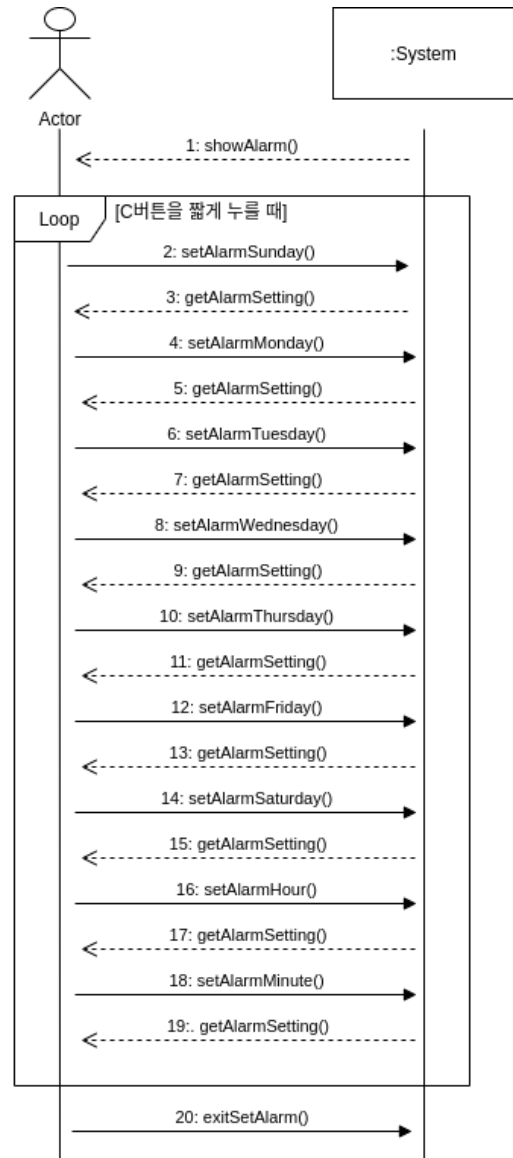 :System
Actor
1: showAlarm()
Loop
[C버튼을 짧게 누를 때]
2: setAlarmSunday()
3: getAlarmSetting()
4: setAlarmMonday()
5: getAlarmSetting()
6: setAlarmTuesday()
7: getAlarmSetting()
8: setAlarmWednesday()
9: getAlarmSetting()
10: setAlarmThursday()
11: getAlarmSetting()
12: setAlarmFriday()
13: getAlarmSetting()
14: setAlarmSaturday()
15: getAlarmSetting()
16: setAlarmHour()
17: getAlarmSetting()
18: setAlarmMinute()
19:. getAlarmSetting()
20: exitSetAlarm()